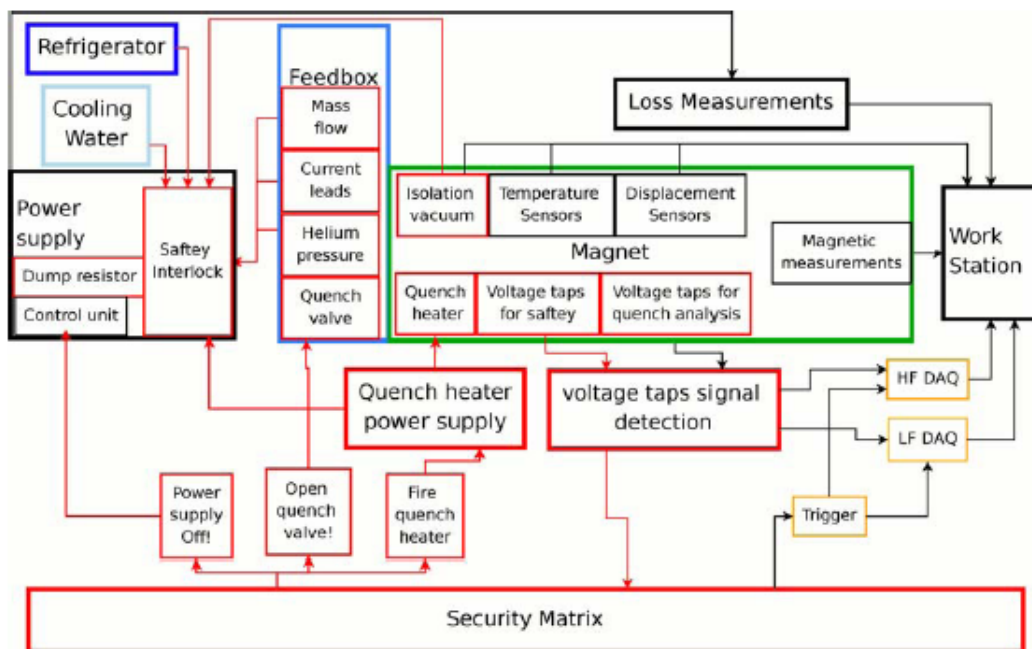 Refrigerator
Cooling
Water
Feedbox
Mass
flow
Current
leads
Helium
pressure
Quench
valve
Loss Measurements
Power
supply
Saftey
Interlock
Dump resistor
Control unit
Isolation
vacuum
Temperature
Sensors
Displacement
Sensors
Magnet
Magnetic
measurements
Work
Station
Quench
heater
Voltage taps
for saftey
Voltage taps for
quench analysis
Quench heater
power supply
voltage taps signal
detection
HF DAQ
LF DAQ
Power
supply
Off!
Open
quench
valve!
Fire
quench
heater
Trigger
Security Matrix